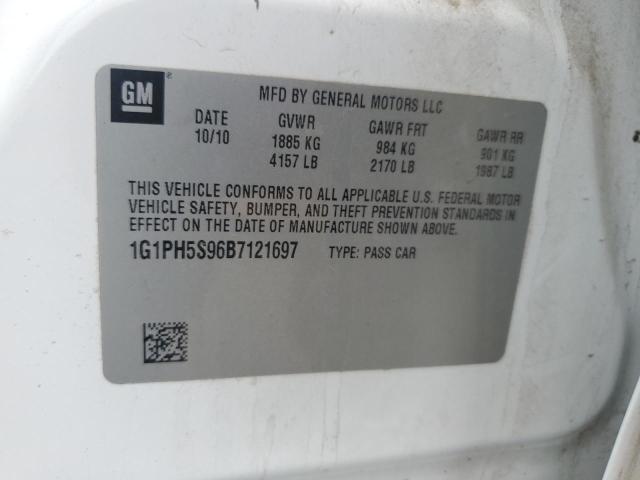 GM ®
MFD BY GENERAL MOTORS LLC
DATE GVWR GAWR FRT GAWR RR
10/10 1885 KG 984 KG 901 KG
4157 LB 2170 LB 1987 LB
THIS VEHICLE CONFORMS TO ALL APPLICABLE U.S. FEDERAL MOTOR
VEHICLE SAFETY, BUMPER, AND THEFT PREVENTION STANDARDS IN
EFFECT ON THE DATE OF MANUFACTURE SHOWN ABOVE.
1G1PH5S96B7121697 TYPE: PASS CAR